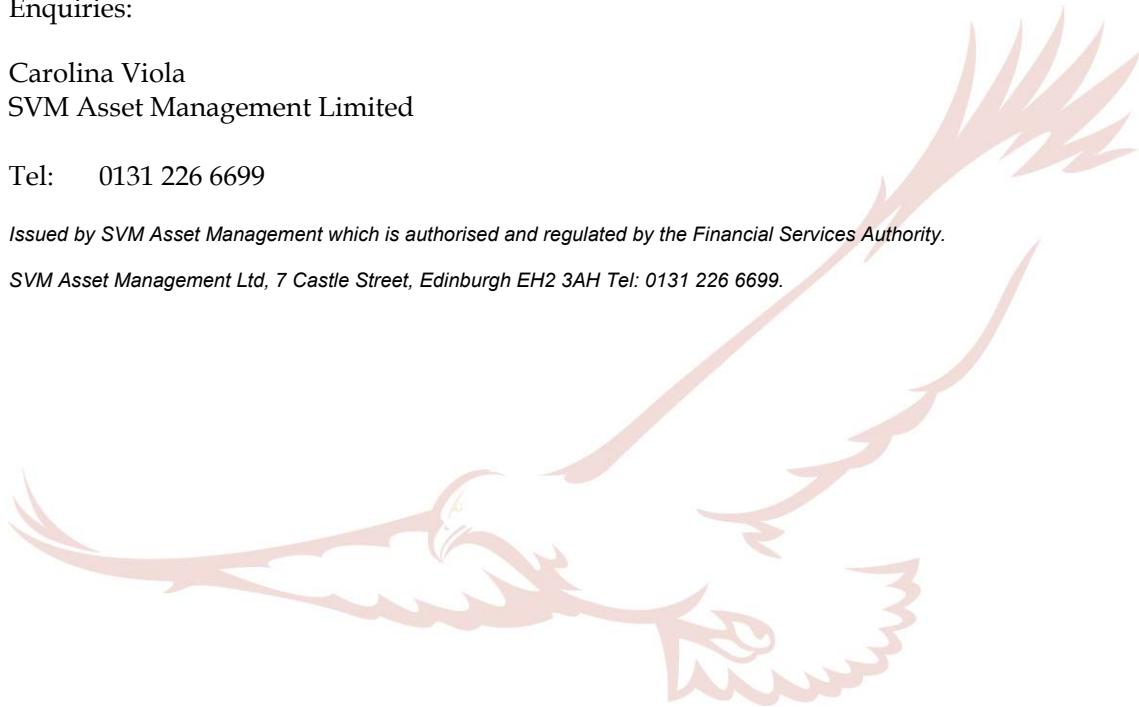 Enquiries:
Carolina Viola
SVM Asset Management Limited
Tel: 0131 226 6699
Issued by SVM Asset Management which is authorised and regulated by the Financial Services Authority.
SVM Asset Management Ltd, 7 Castle Street, Edinburgh EH2 3AH Tel: 0131 226 6699.